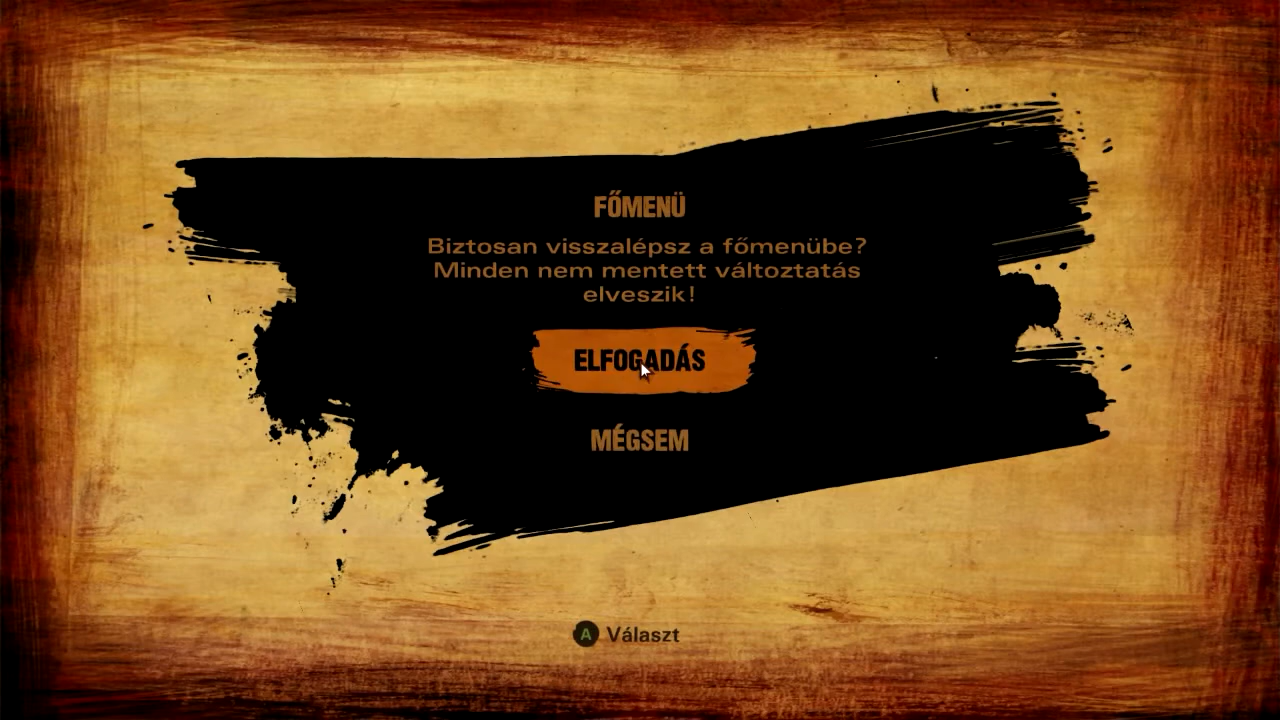 FŐMENÜ
Biztosan visszalépsz a főmenübe?
Minden nem mentett változtatás
elveszik!
ELFOGADÁS
MÉGSEM
A Választ